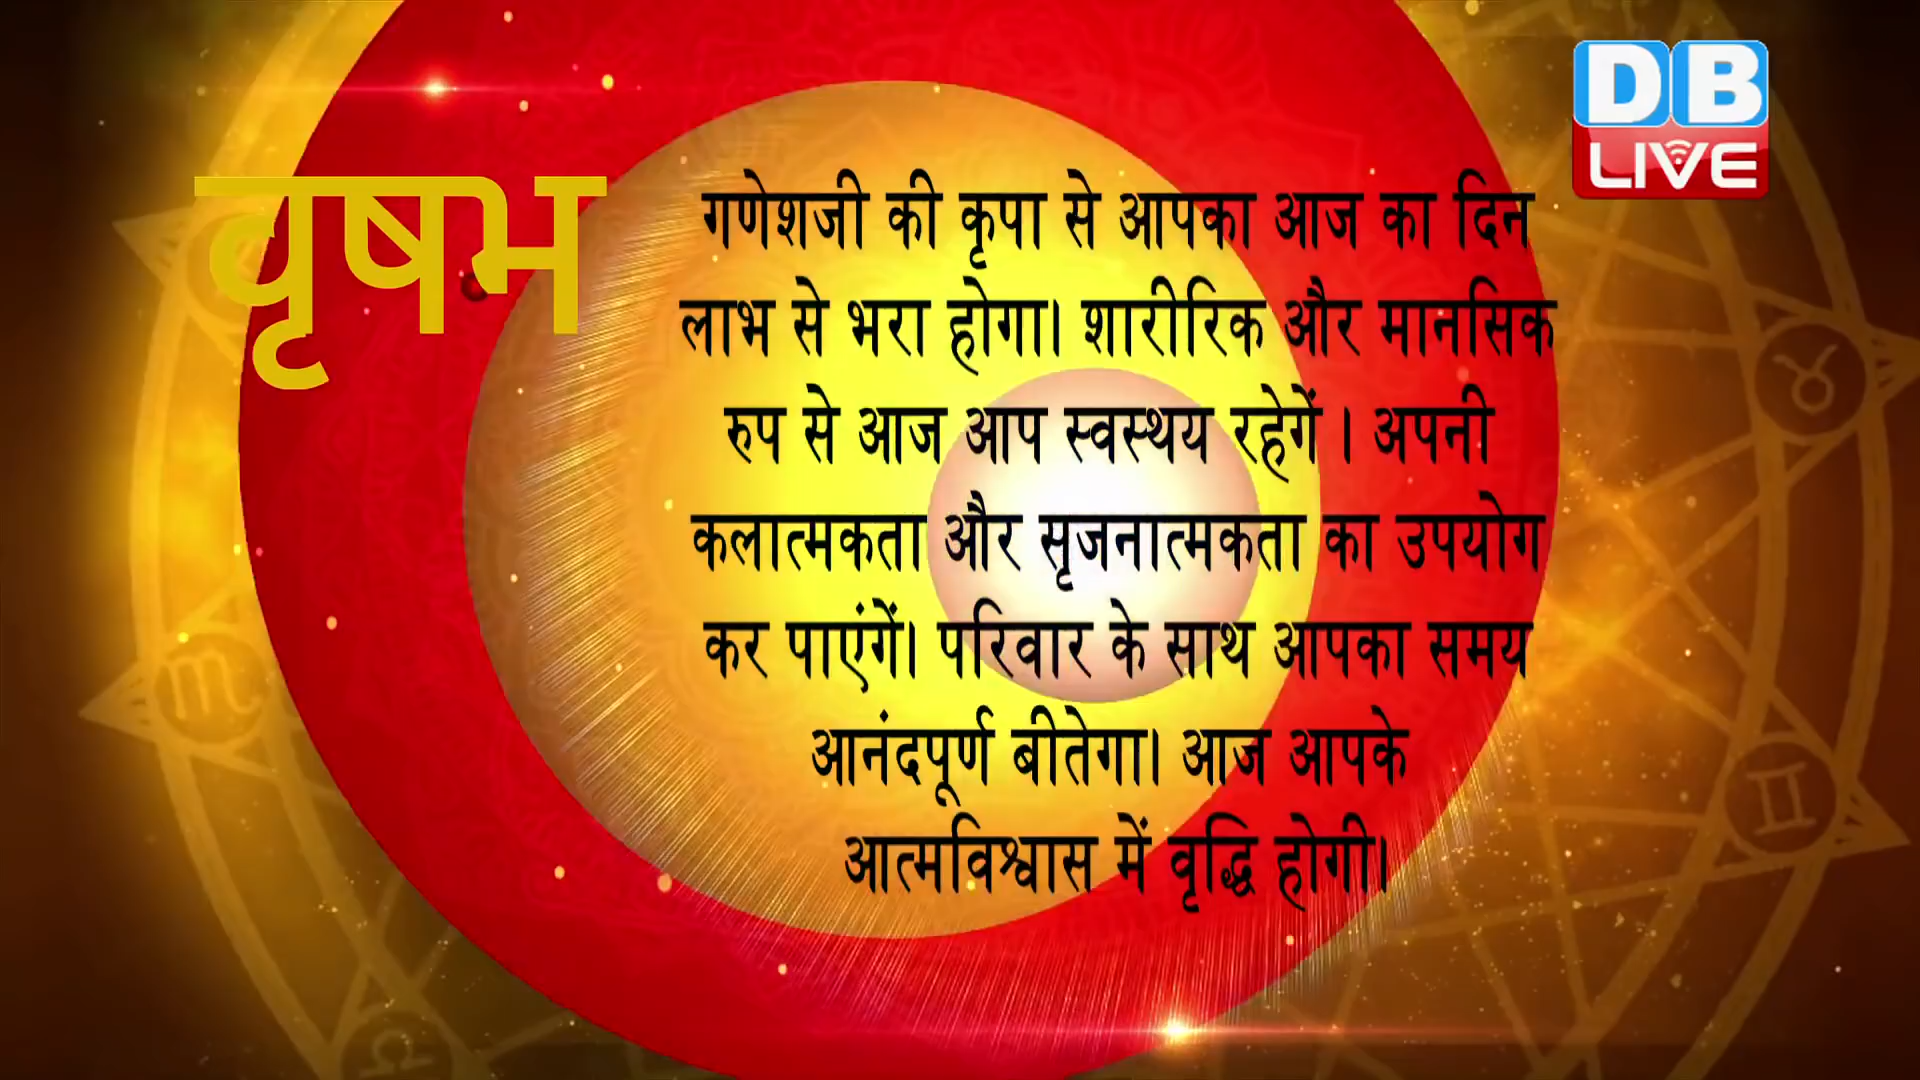 DB
LIVE
वृषभ
गणेशजी की कृपा से आपका आज का दिन
लाभ से भरा होगा। शारीरिक और मानसिक
रुप से आज आप स्वस्थय रहेगें । अपनी
कलात्मकता और सृजनात्मकता का उपयोग
कर पाएंगें। परिवार के साथ आपका समय
आनंदपूर्ण बीतेगा। आज आपके
आत्मविश्वास में वृद्धि होगी।